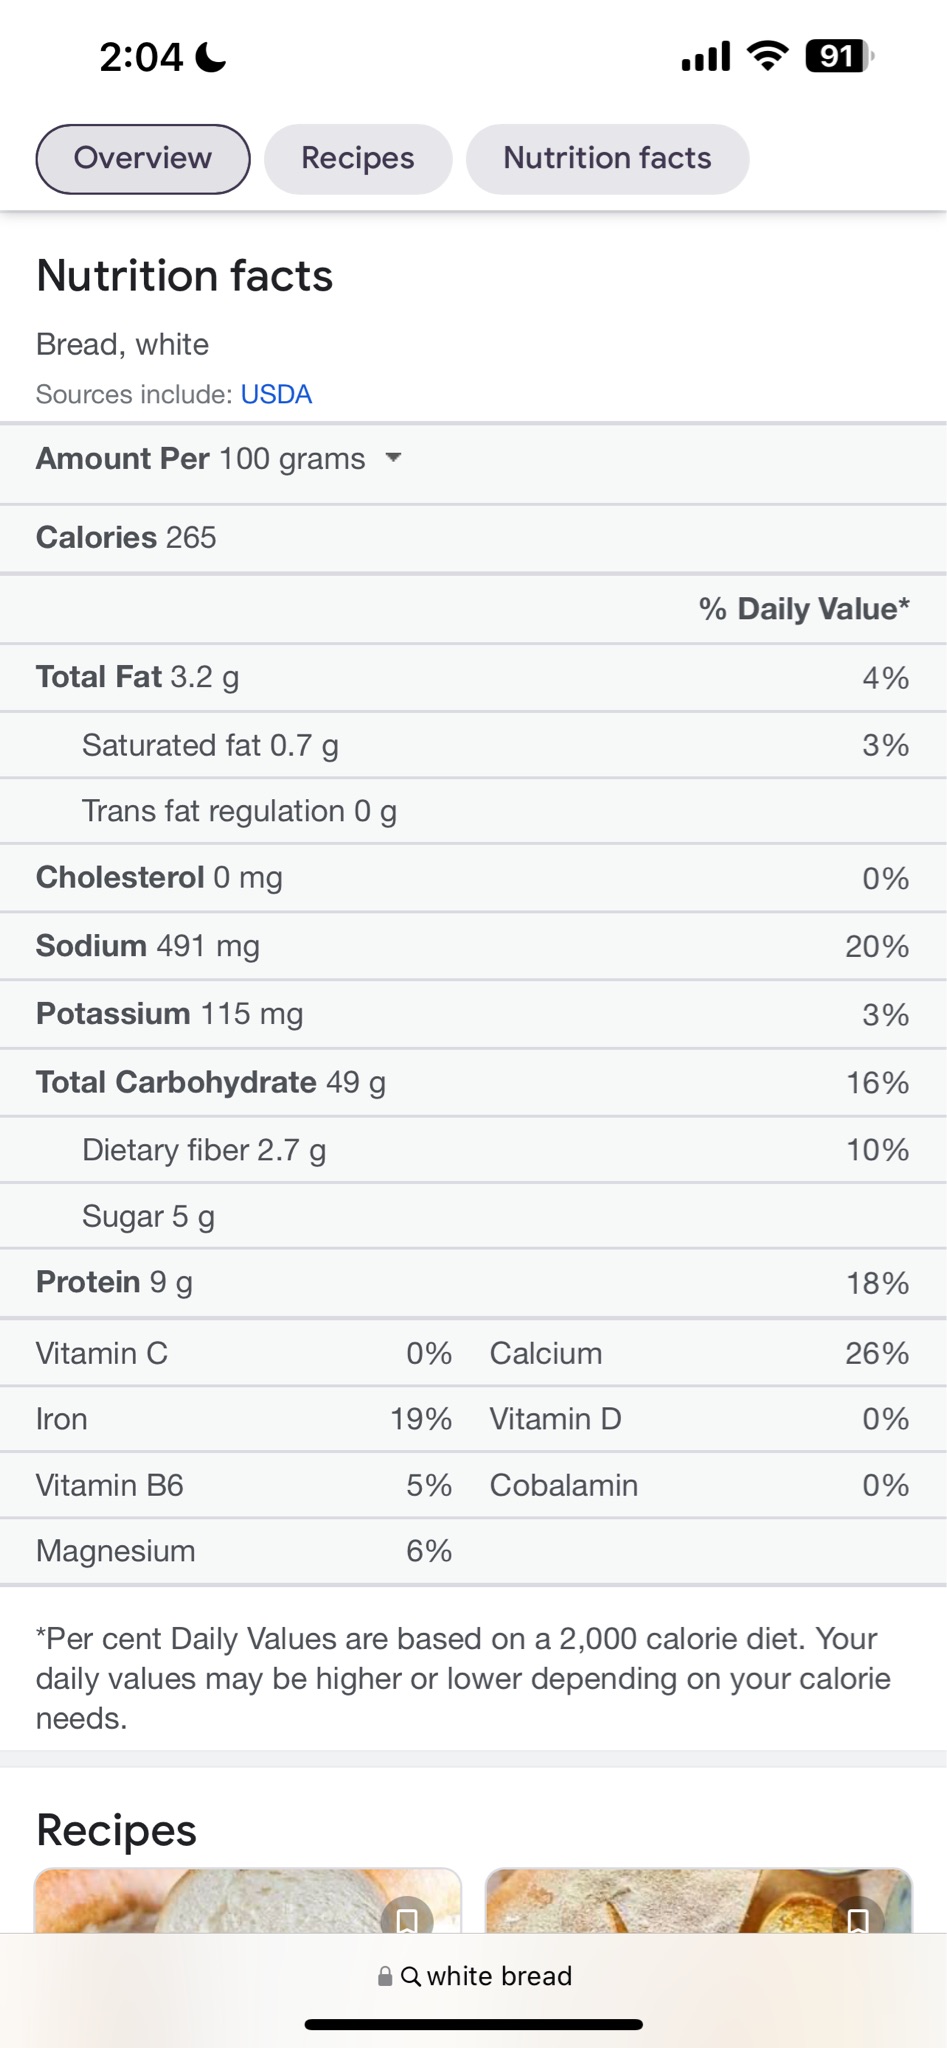 2:04
91
Overview
Recipes
Nutrition facts
Nutrition facts
Bread, white
Sources include: USDA
Amount Per 100 grams
Calories 265
% Daily Value*
Total Fat 3.2 g 4%
Saturated fat 0.7 g 3%
Trans fat regulation 0 g
Cholesterol 0 mg 0%
Sodium 491 mg 20%
Potassium 115 mg 3%
Total Carbohydrate 49 g 16%
Dietary fiber 2.7 g 10%
Sugar 5 g
Protein 9 g 18%
Vitamin C 0% Calcium 26%
Iron 19% Vitamin D 0%
Vitamin B6 5% Cobalamin 0%
Magnesium 6%
*Per cent Daily Values are based on a 2,000 calorie diet. Your
daily values may be higher or lower depending on your calorie
needs.
Recipes
white bread